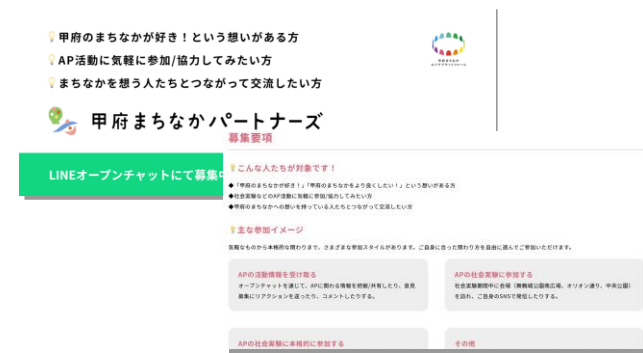 甲府のまちなかが好き！という想いがある方
AP活動に気軽に参加/協力してみたい方
まちなかを想う人たちとつながって交流したい方
甲府まちなかパートナーズ
LINEオープンチャットにて募集中
募集要項
こんな人たちが対象です！
◆「甲府のまちなかが好き！」「甲府のまちなかをより良くしたい！」という想いがある方
◆社会実験などのAP活動に気軽に参加/協力してみたい方
◆甲府のまちなかへの想いを持っている人たちとつながって交流したい方
主な参加イメージ
気軽なものから本格的な関わりまで、さまざまな参加スタイルがあります。ご自身に合った関わり方を自由に選んでご参加いただけます。
APの活動情報を受け取る
オープンチャットを通じて、APに関わる情報を把握/共有したり、意見
募集にリアクションを送ったり、コメントしたりする。
APの社会実験に参加する
社会実験期間中に会場（舞鶴城公園南広場、オリオン通り、中央公園）
を訪れ、ご自身のSNSで発信したりする。
APの社会実験に本格的に参加する
その他